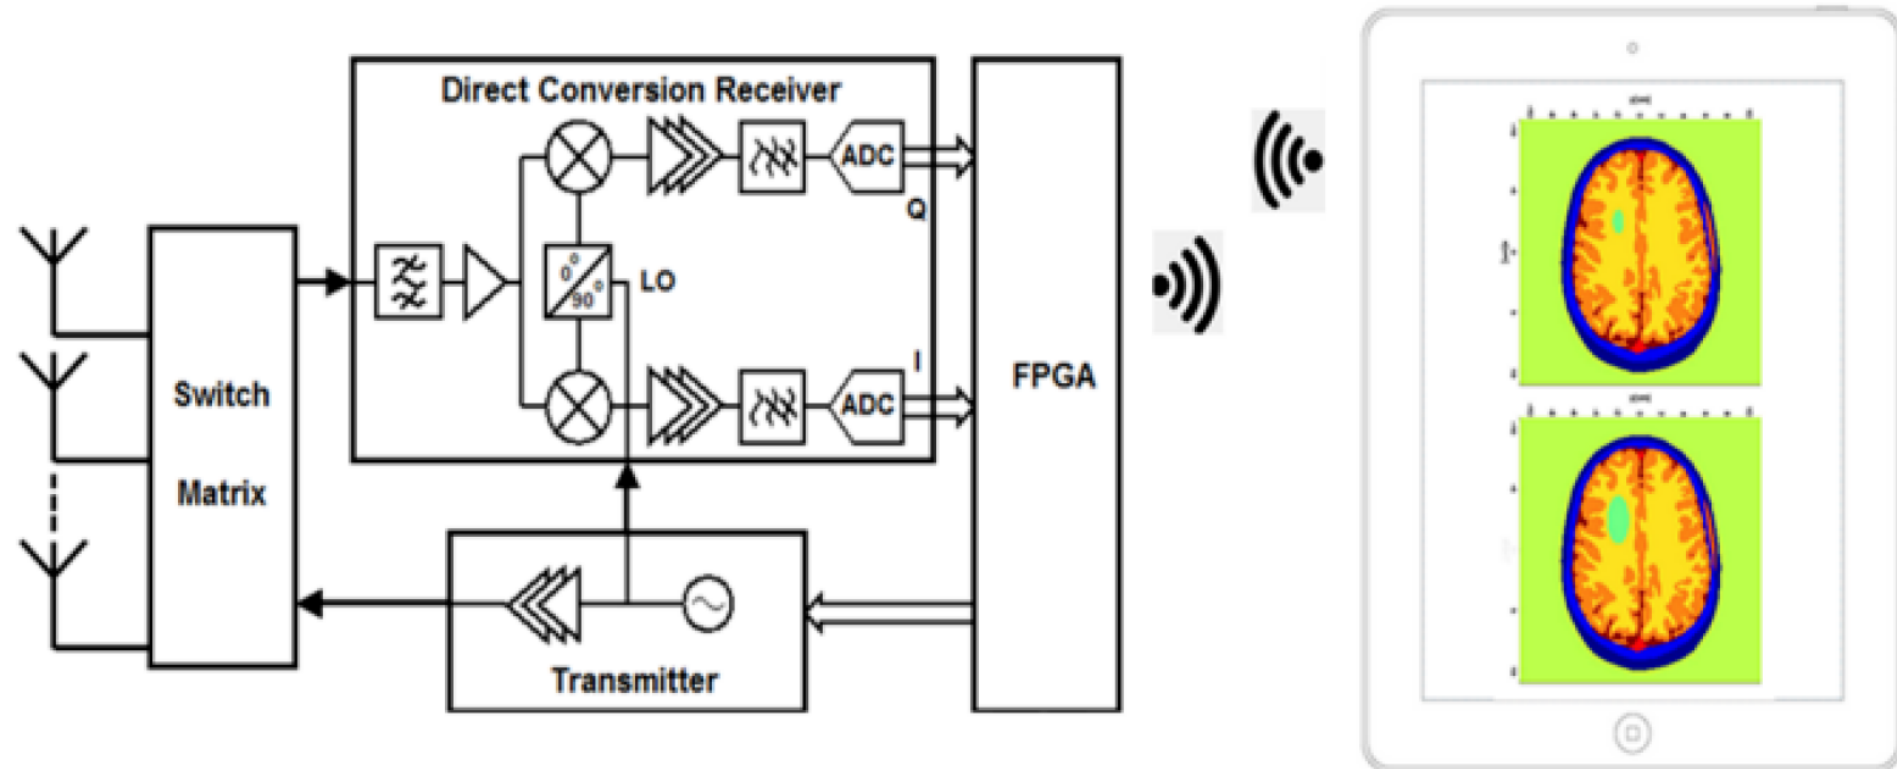 Direct Conversion Receiver
ADC
Q
0°
90°
LO
I
ADC
Switch
Matrix
FPGA
Transmitter